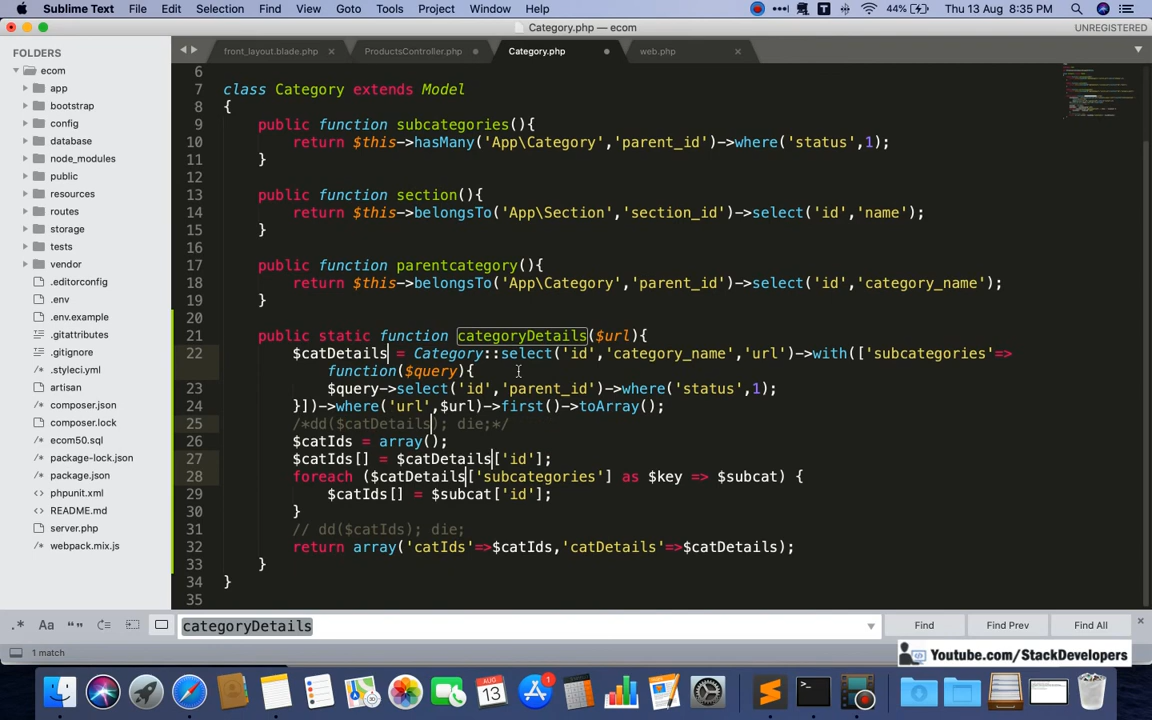 Sublime Text File Edit Selection Find View Goto Tools Project Window Help 44% Thu 13 Aug 8:35 PM
Category.php — ecom UNREGISTERED
FOLDERS
ecom
app
bootstrap
config
database
node_modules
public
resources
routes
storage
tests
vendor
.editorconfig
.env
.env.example
.gitattributes
.gitignore
.styleci.yml
artisan
composer.json
composer.lock
ecom50.sql
package-lock.json
package.json
phpunit.xml
README.md
server.php
webpack.mix.js
front_layout.blade.php ProductsController.php Category.php web.php
6
7 class Category extends Model
8 {
9 public function subcategories(){
10 return $this->hasMany('App\Category','parent_id')->where('status',1);
11 }
12
13 public function section(){
14 return $this->belongsTo('App\Section','section_id')->select('id','name');
15 }
16
17 public function parentcategory(){
18 return $this->belongsTo('App\Category','parent_id')->select('id','category_name');
19 }
20
21 public static function categoryDetails($url){
22 $catDetails = Category::select('id','category_name','url')->with(['subcategories'=>
function($query){
23 $query->select('id','parent_id')->where('status',1);
24 }])->where('url',$url)->first()->toArray();
25 /*dd($catDetails); die;*/
26 $catIds = array();
27 $catIds[] = $catDetails['id'];
28 foreach ($catDetails['subcategories'] as $key => $subcat) {
29 $catIds[] = $subcat['id'];
30 }
31 // dd($catIds); die;
32 return array('catIds'=>$catIds,'catDetails'=>$catDetails);
33 }
34 }
35
.* Aa “” categoryDetails Find Find Prev Find All
1 match
Youtube.com/StackDevelopers
AUG
13
1